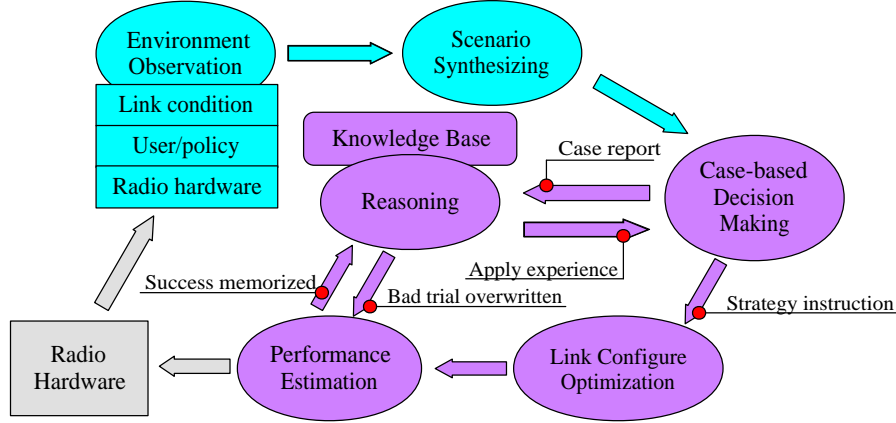 Environment
Observation
Scenario
Synthesizing
Link condition
User/policy
Radio hardware
Knowledge Base
Reasoning
Case report
Case-based
Decision
Making
Apply experience
Success memorized
Bad trial overwritten
Strategy instruction
Radio
Hardware
Performance
Estimation
Link Configure
Optimization